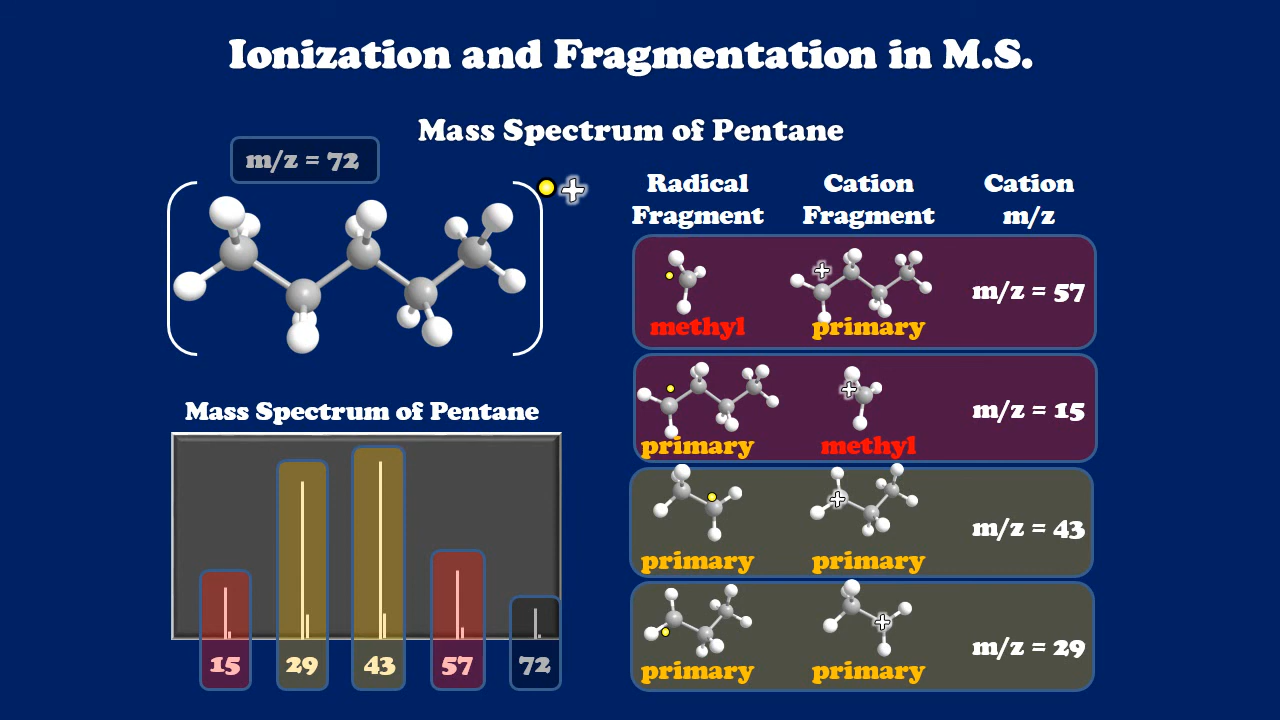 Ionization and Fragmentation in M.S.
Mass Spectrum of Pentane
m/z = 72
+
Radical Fragment
Cation Fragment
Cation m/z
+
methyl
primary
m/z = 57
+
primary
methyl
m/z = 15
+
primary
primary
m/z = 43
+
primary
primary
m/z = 29
Mass Spectrum of Pentane
15 29 43 57 72